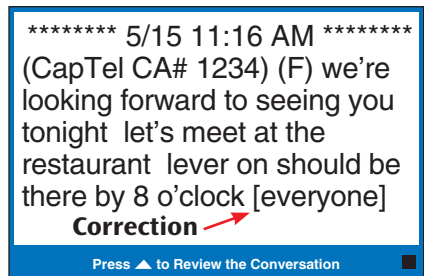 ******** 5/15 11:16 AM ********
(CapTel CA# 1234) (F) we're
looking forward to seeing you
tonight  let's meet at the
restaurant  lever on should be
there by 8 o'clock [everyone]
Correction
Press ▲ to Review the Conversation